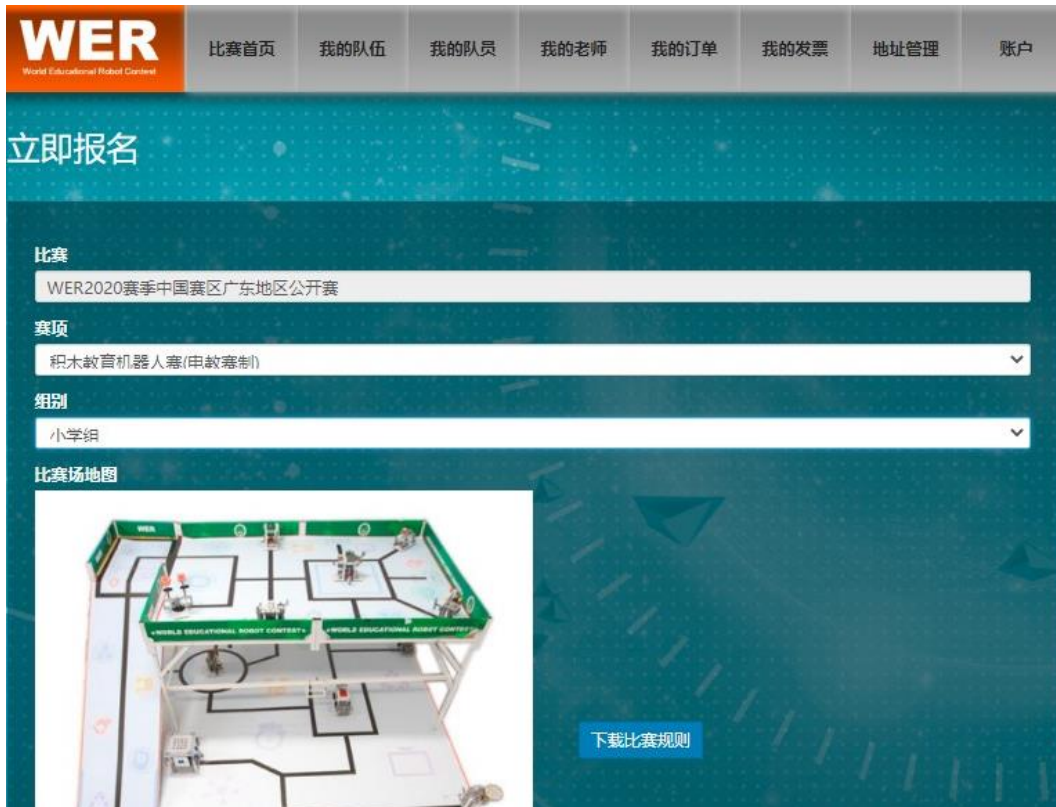 WER
World Educational Robot Contest
比赛首页 我的队伍 我的队员 我的老师 我的订单 我的发票 地址管理 账户
立即报名
比赛
WER2020赛季中国赛区广东地区公开赛
赛项
积木教育机器人赛(电教赛制)
组别
小学组
比赛场地图
WER
WORLD EDUCATIONAL ROBOT CONTEST
WORLD EDUCATIONAL ROBOT CONTEST
下载比赛规则